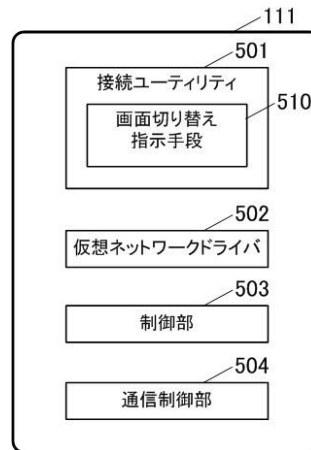 111
501
接続ユーティリティ
510
画面切り替え
指示手段
502
仮想ネットワークドライバ
503
制御部
504
通信制御部